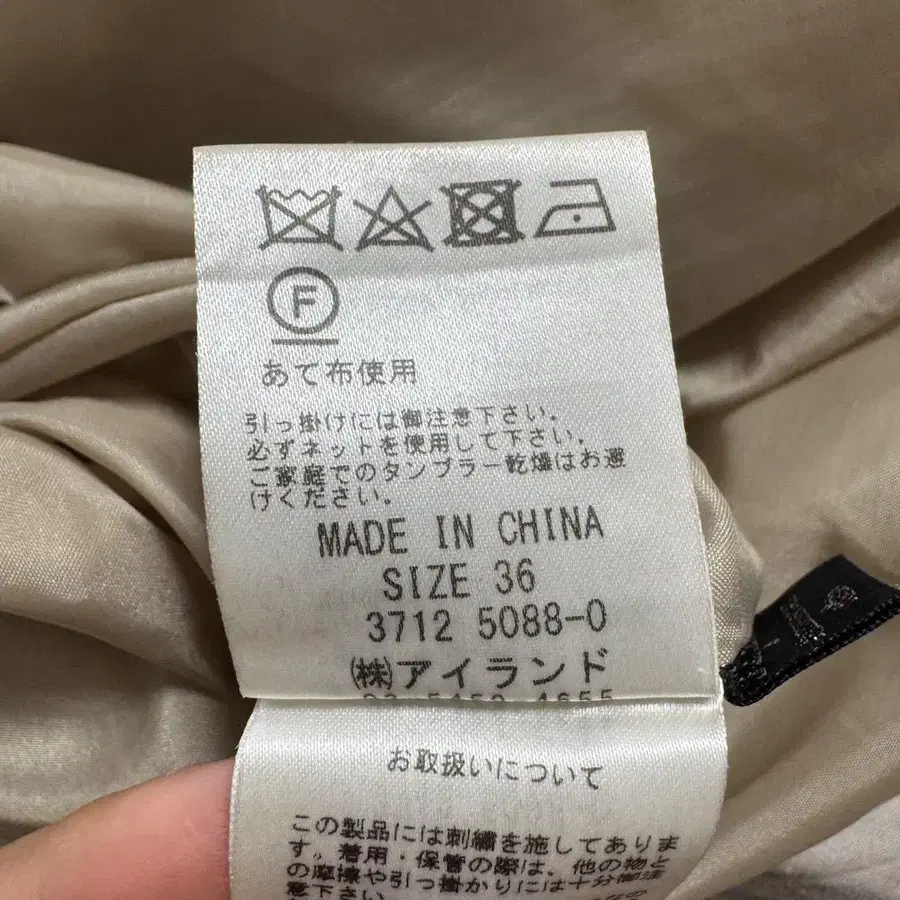 F
あて布使用
引っ掛けには御注意下さい。
必ずネットを使用して下さい。
ご家庭でのタンブラー乾燥はお避
けください。
MADE IN CHINA
SIZE 36
3712 5088-0
㈱アイランド
お取扱いについて
この製品には刺繍を施してありま
す。着用・保管の際は、他の物と
の摩擦や引っ掛かりには十分御注
意下さい